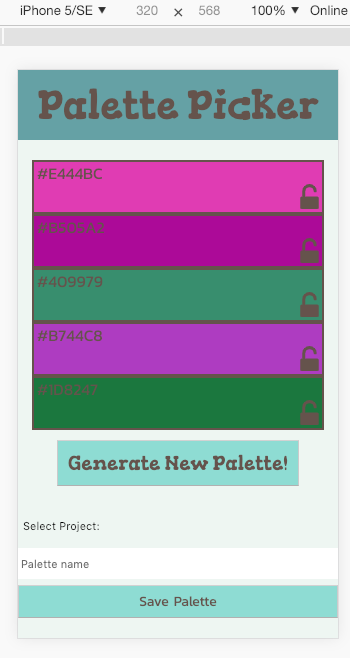 iPhone 5/SE ▼ 320 × 568 100% ▼ Online
Palette Picker
#E444BC
#B505A2
#409979
#B744C8
Generate New Palette!
Select Project:
Palette name
Save Palette